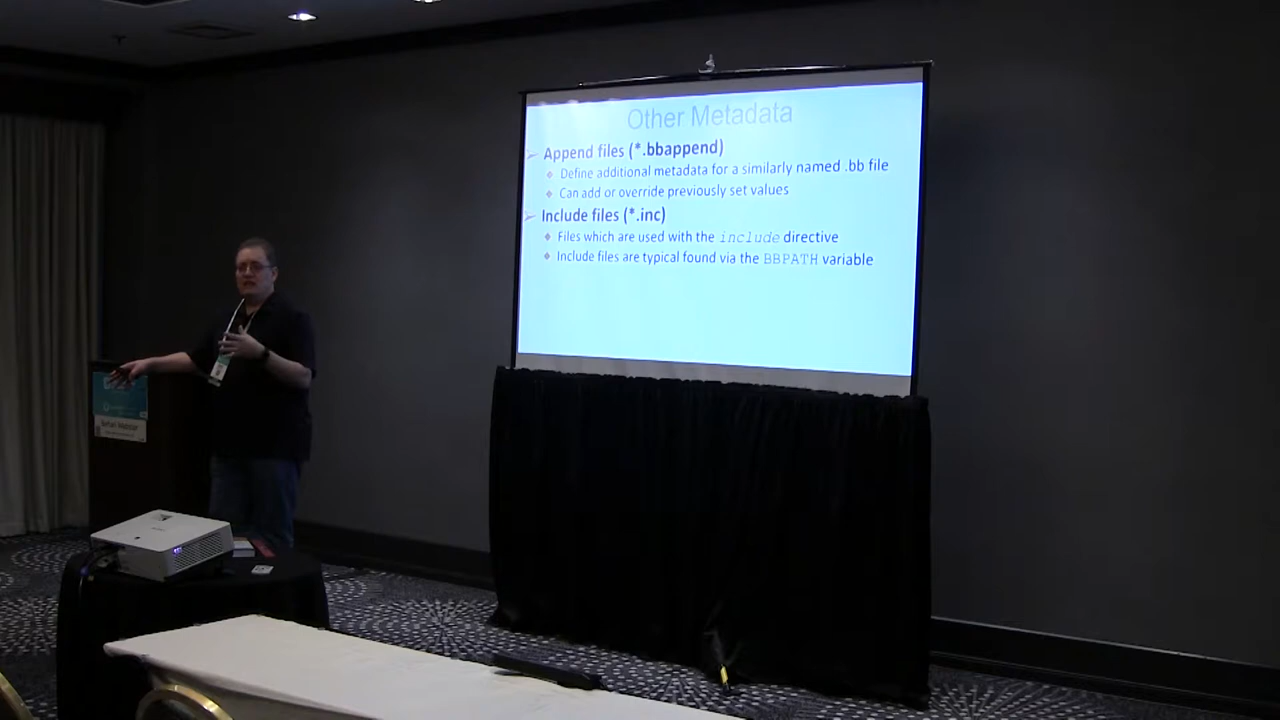 Other Metadata
Append files (*.bbappend)
Define additional metadata for a similarly named .bb file
Can add or override previously set values
Include files (*.inc)
Files which are used with the include directive
Include files are typical found via the BBPATH variable